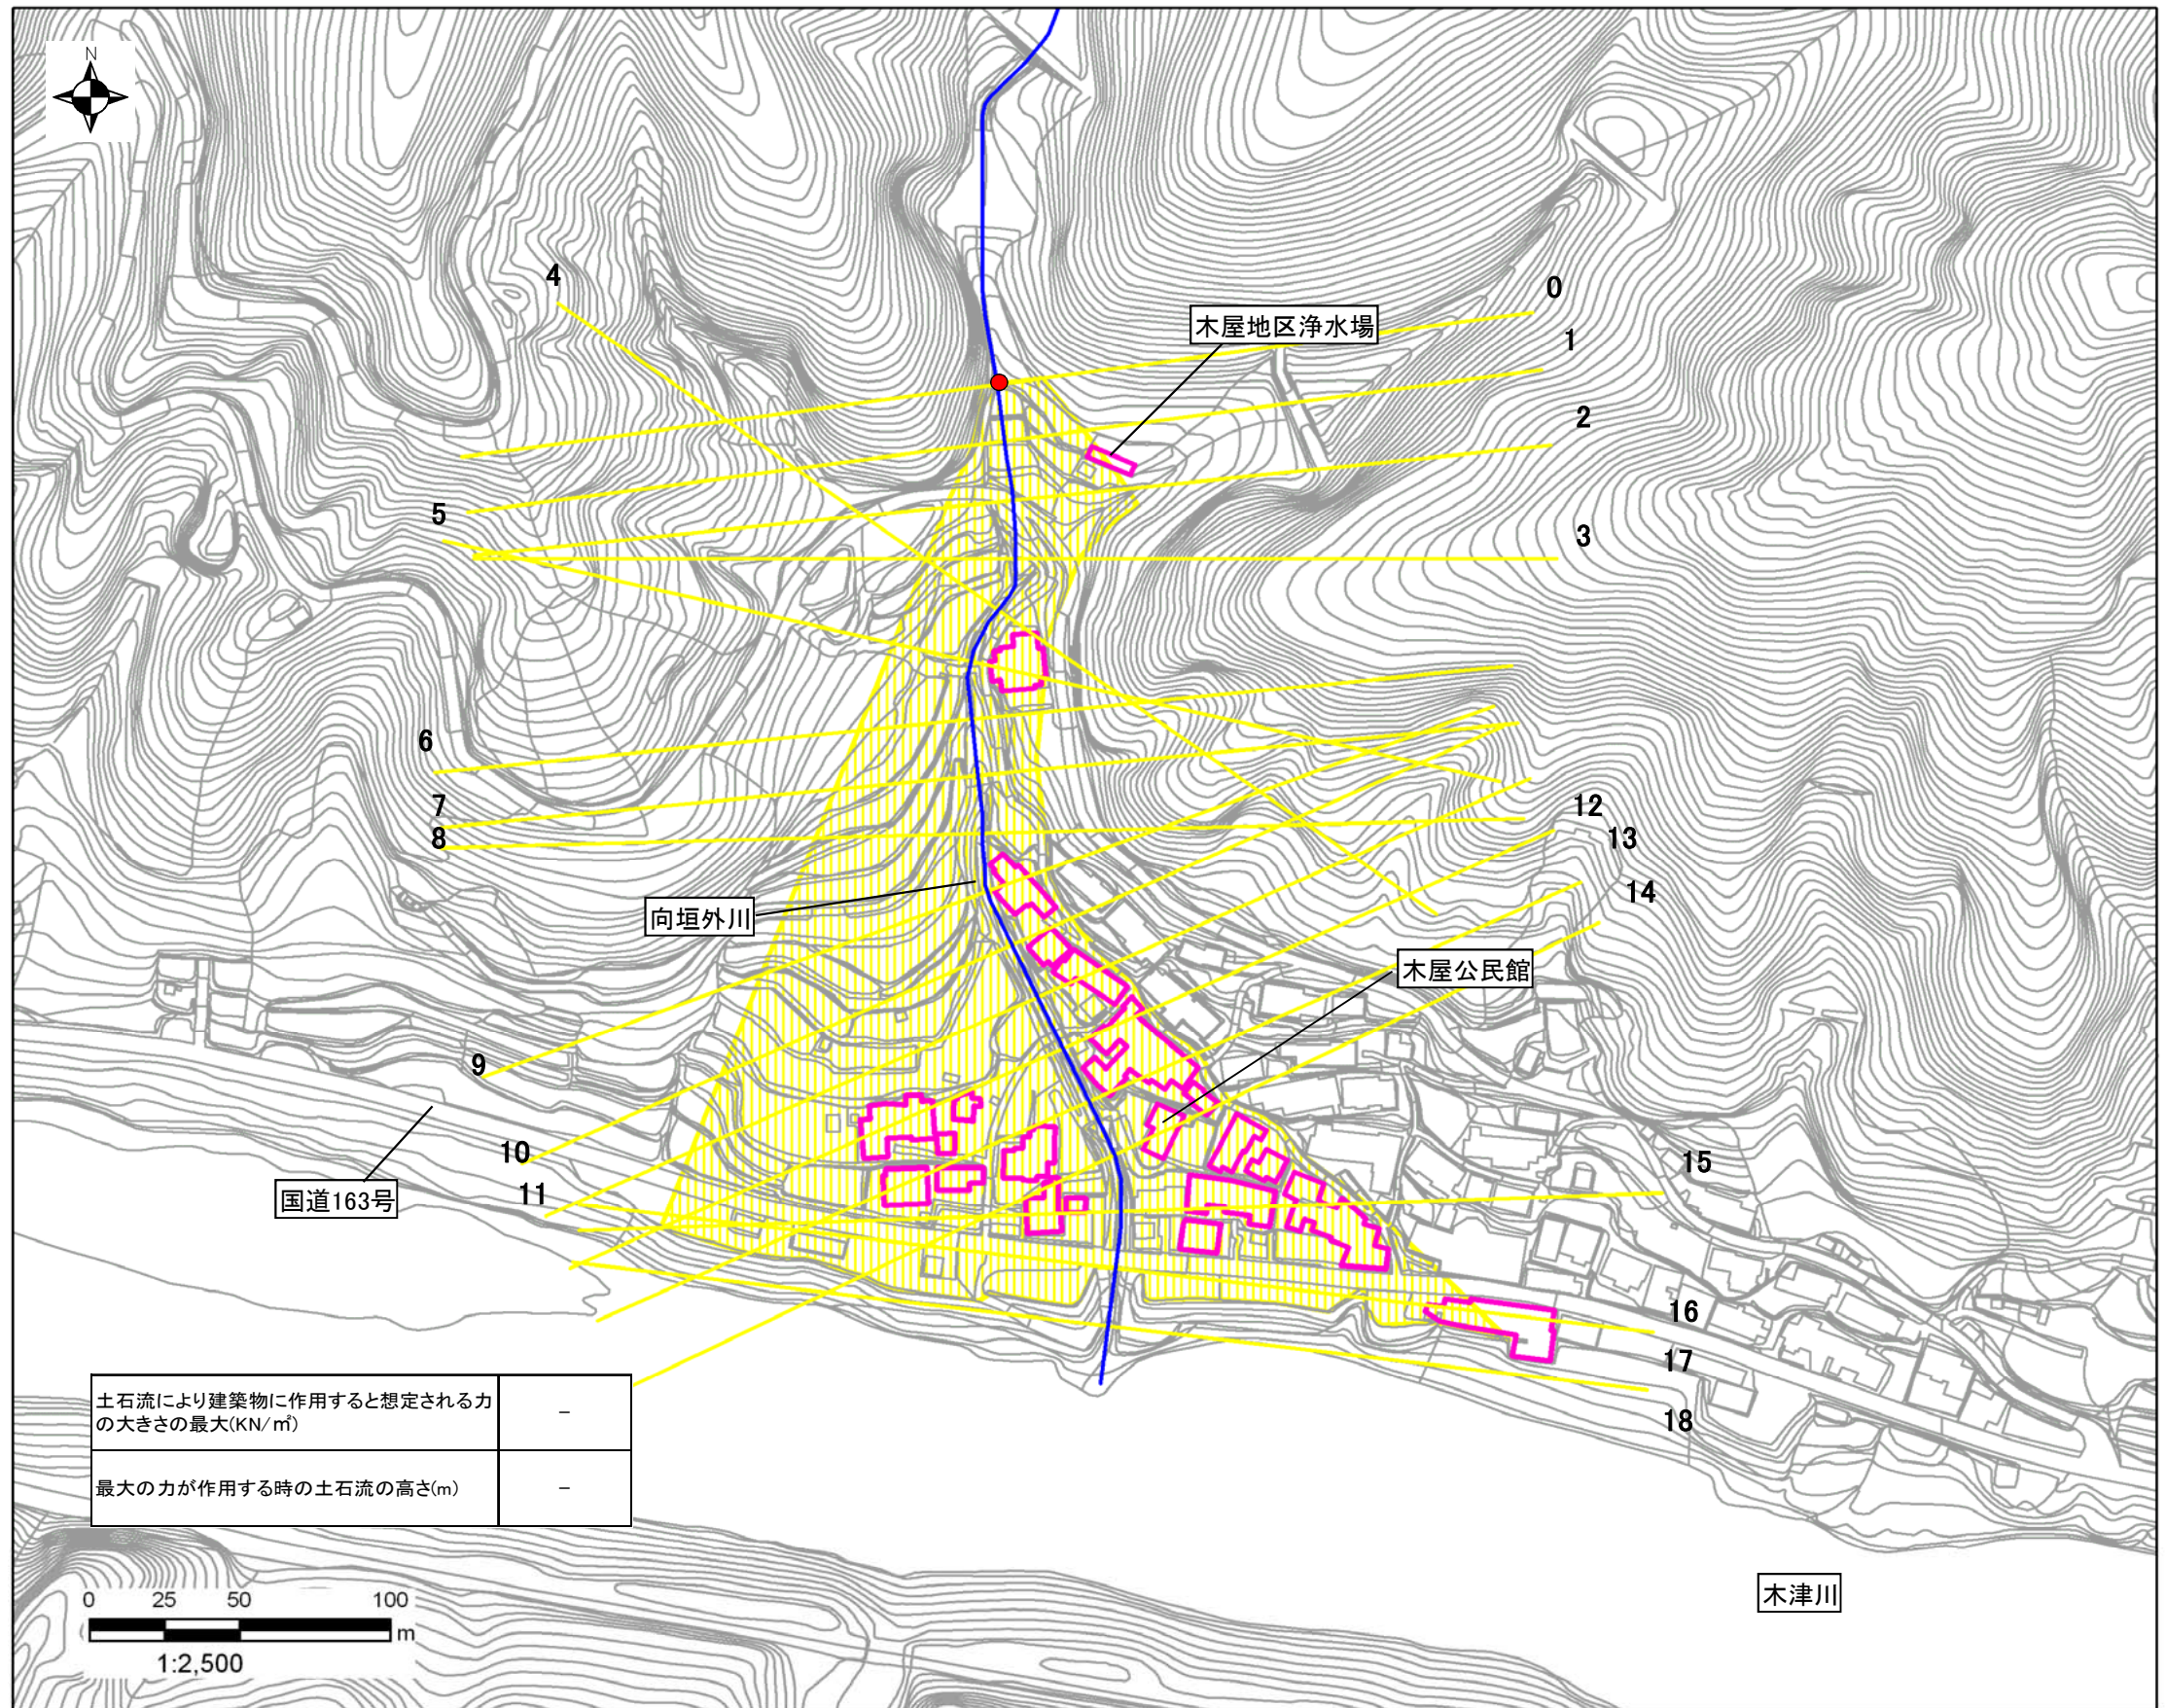 N
4
0
木屋地区浄水場
1
2
5
3
6
7
8
12
13
14
向垣外川
木屋公民館
9
10
11
国道163号
15
16
17
18
土石流により建築物に作用すると想定される力
の大きさの最大(KN/㎡)
－
最大の力が作用する時の土石流の高さ(m)
－
木津川
0 25 50 100
m
1:2,500